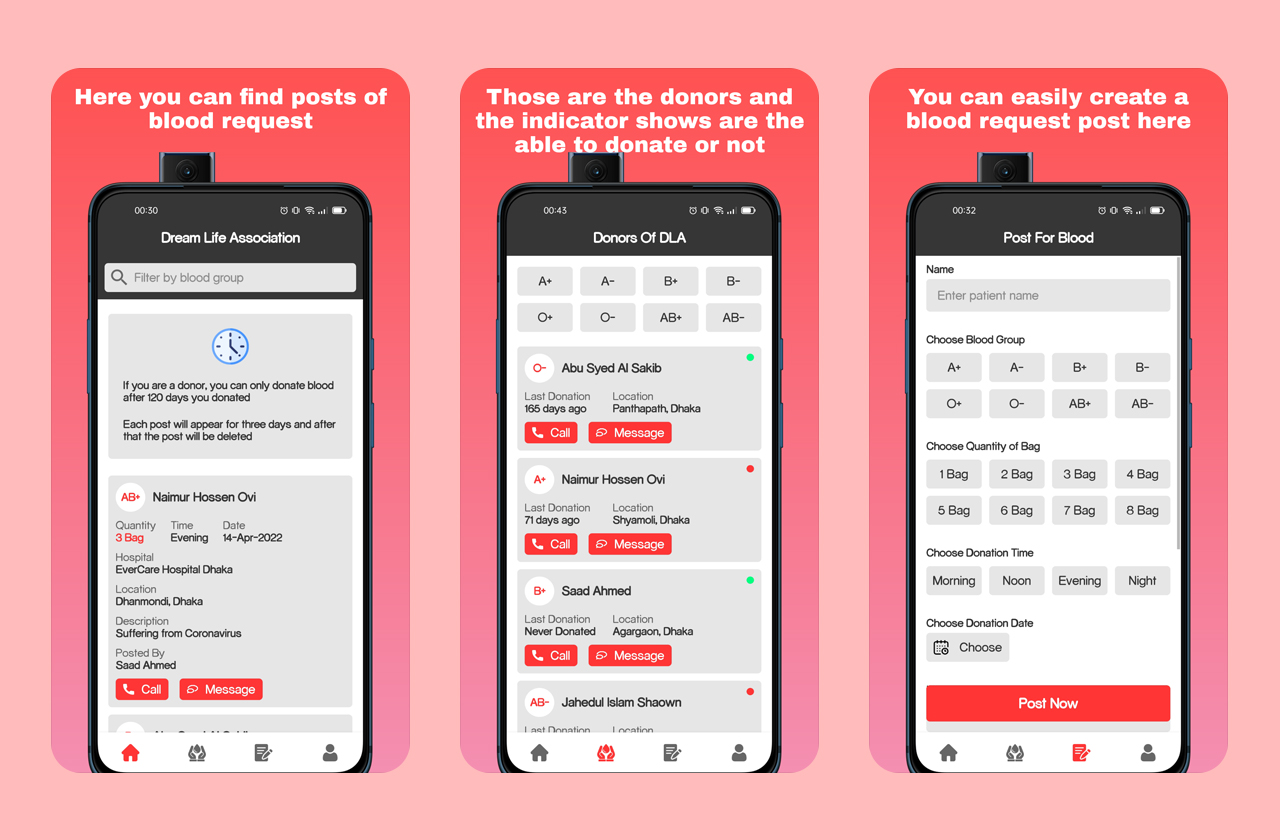 Here you can find posts of
blood request
00:30
Dream Life Association
Filter by blood group
If you are a donor, you can only donate blood
after 120 days you donated
Each post will appear for three days and after
that the post will be deleted
AB+ Naimur Hossen Ovi
Quantity Time Date
3 Bag Evening 14-Apr-2022
Hospital
EverCare Hospital Dhaka
Location
Dhanmondi, Dhaka
Description
Suffering from Coronavirus
Posted By
Saad Ahmed
Call Message
Those are the donors and
the indicator shows are the
able to donate or not
00:43
Donors Of DLA
A+ A- B+ B-
O+ O- AB+ AB-
O- Abu Syed Al Sakib
Last Donation Location
165 days ago Panthapath, Dhaka
Call Message
A+ Naimur Hossen Ovi
Last Donation Location
71 days ago Shyamoli, Dhaka
Call Message
B+ Saad Ahmed
Last Donation Location
Never Donated Agargaon, Dhaka
Call Message
AB- Jahedul Islam Shaown
Last Donation Location
You can easily create a
blood request post here
00:32
Post For Blood
Name
Enter patient name
Choose Blood Group
A+ A- B+ B-
O+ O- AB+ AB-
Choose Quantity of Bag
1 Bag 2 Bag 3 Bag 4 Bag
5 Bag 6 Bag 7 Bag 8 Bag
Choose Donation Time
Morning Noon Evening Night
Choose Donation Date
Choose
Post Now